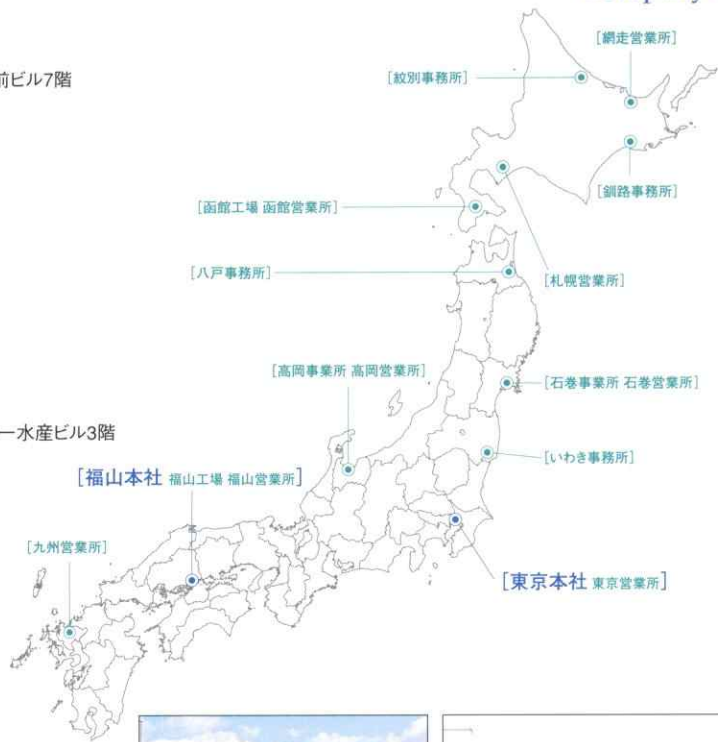 前ビル7階
[網走営業所]
[紋別事務所]
[釧路事務所]
[函館工場 函館営業所]
[八戸事務所]
[札幌営業所]
[高岡事業所 高岡営業所]
[石巻事業所 石巻営業所]
ー水産ビル3階
[福山本社 福山工場 福山営業所]
[いわき事務所]
[九州営業所]
[東京本社 東京営業所]